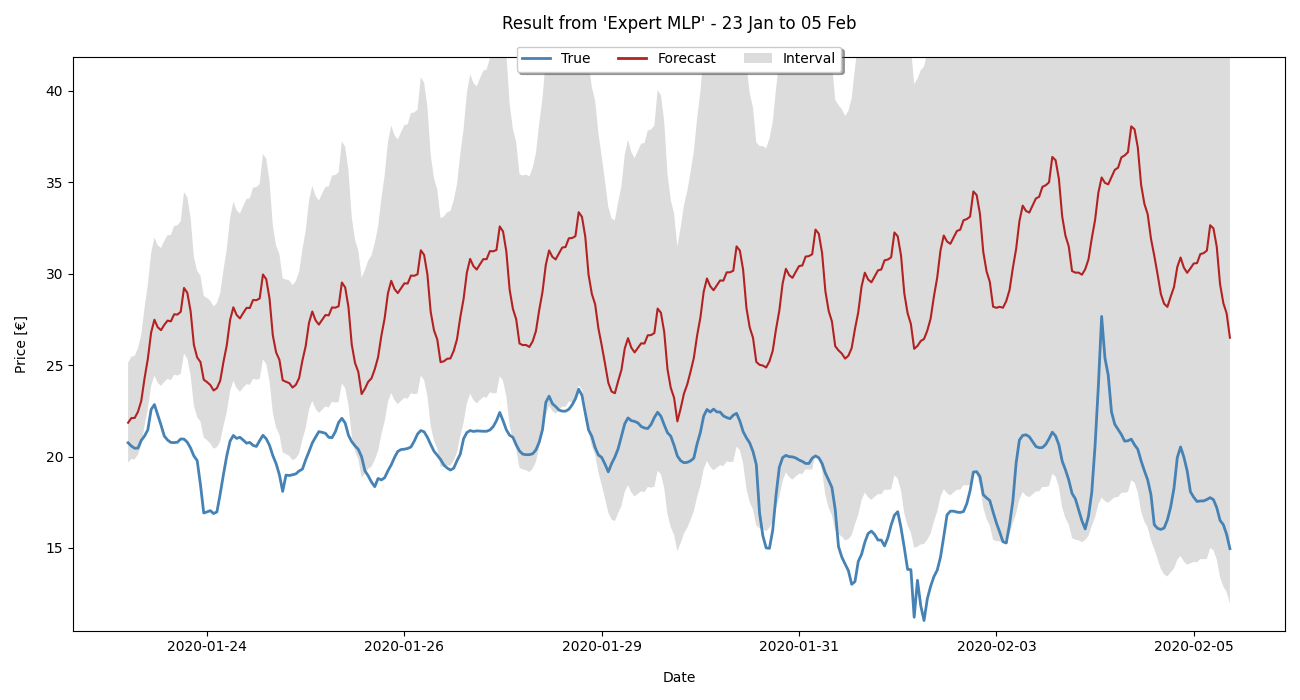 Result from 'Expert MLP' - 23 Jan to 05 Feb
True Forecast Interval
40
35
30
25
20
15
Price [€]
2020-01-24 2020-01-26 2020-01-29 2020-01-31 2020-02-03 2020-02-05
Date